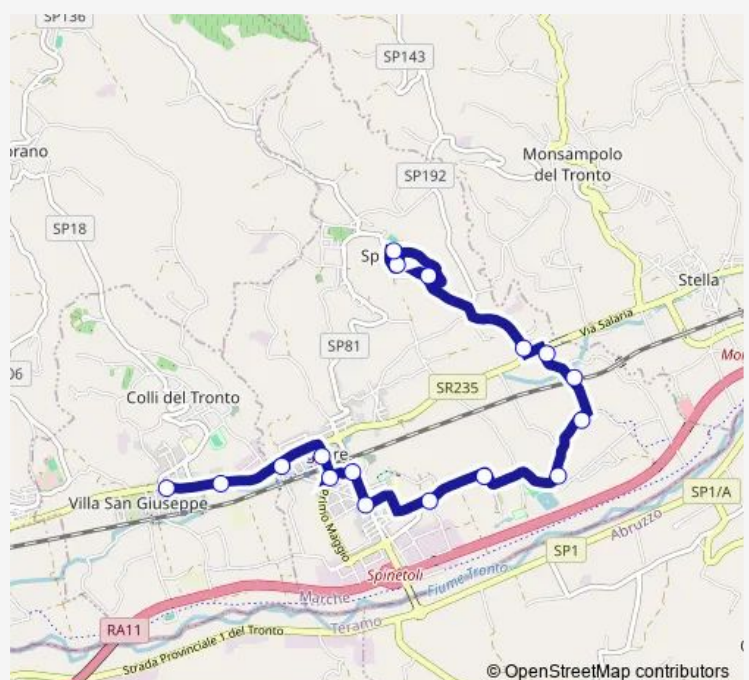 SP136
SP143
Monsampolo
del Tronto
orano
SP192
SP18
Sp
Stella
Via Salaria
SP81
06
Colli del Tronto
SR235
Mo
gliare
Villa San Giuseppe
Primo Maggio
SP1/A
Abruzzo
SP1
Spinetoli
Fiume Tronto
Marche
RA11
Teramo
Strada Provinciale 1 del Tronto
© OpenStreetMap contributors